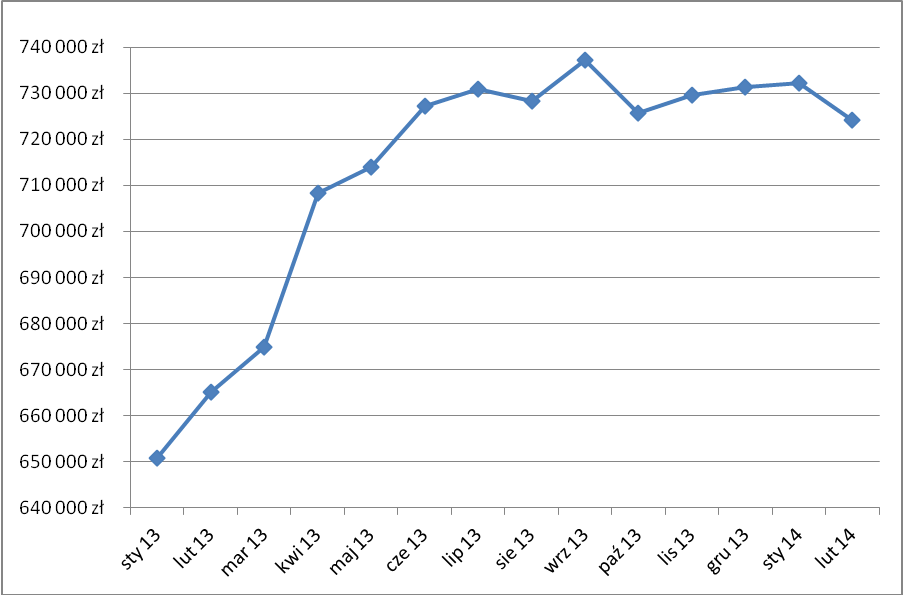 740 000 zł
730 000 zł
720 000 zł
710 000 zł
700 000 zł
690 000 zł
680 000 zł
670 000 zł
660 000 zł
650 000 zł
640 000 zł
sty 13
lut 13
mar 13
kwi 13
maj 13
cze 13
lip 13
sie 13
wrz 13
paź 13
lis 13
gru 13
sty 14
lut 14